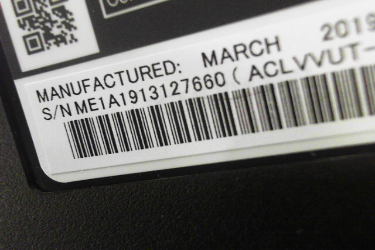 MANUFACTURED: MARCH 2019
S/N ME1A1913127660 ( ACLVVUT-